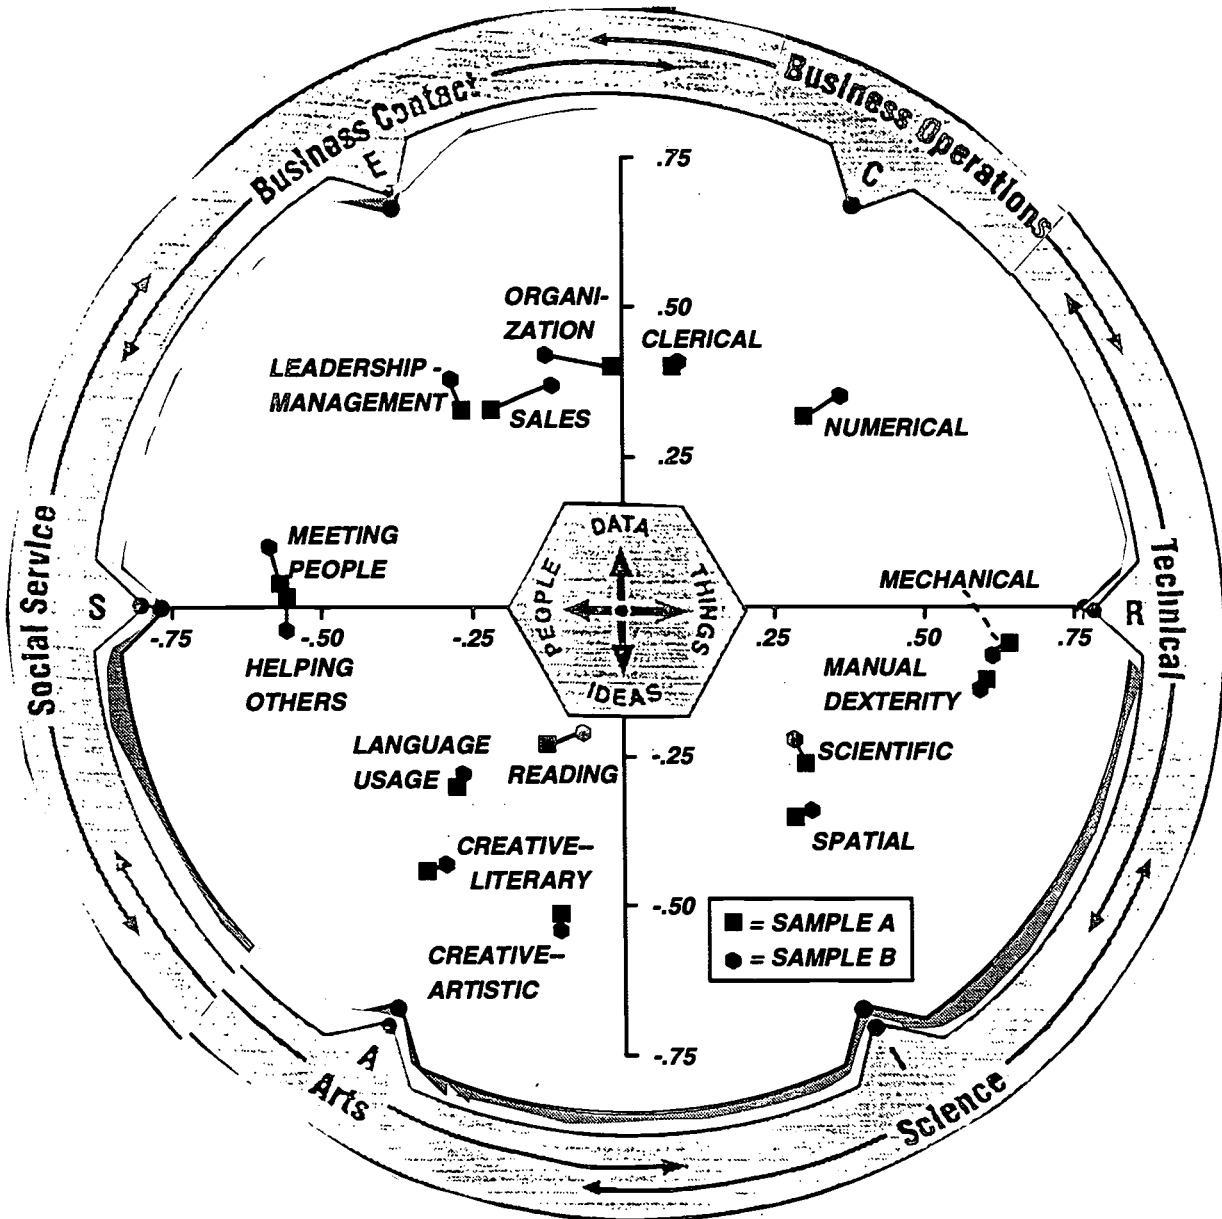 Business Contact
Business Operations
E
C
.75
ORGANI-
ZATION
.50
CLERICAL
LEADERSHIP -
MANAGEMENT
SALES
NUMERICAL
.25
Social Service
Technical
MEETING
PEOPLE
DATA
PEOPLE
THINGS
IDEAS
MECHANICAL
S
R
-.75
-.50
-.25
.25
.50
.75
HELPING
OTHERS
MANUAL
DEXTERITY
LANGUAGE
USAGE
READING
-.25
SCIENTIFIC
SPATIAL
CREATIVE–
LITERARY
-.50
■ = SAMPLE A
⬢ = SAMPLE B
CREATIVE–
ARTISTIC
-.75
A
I
Arts
Science